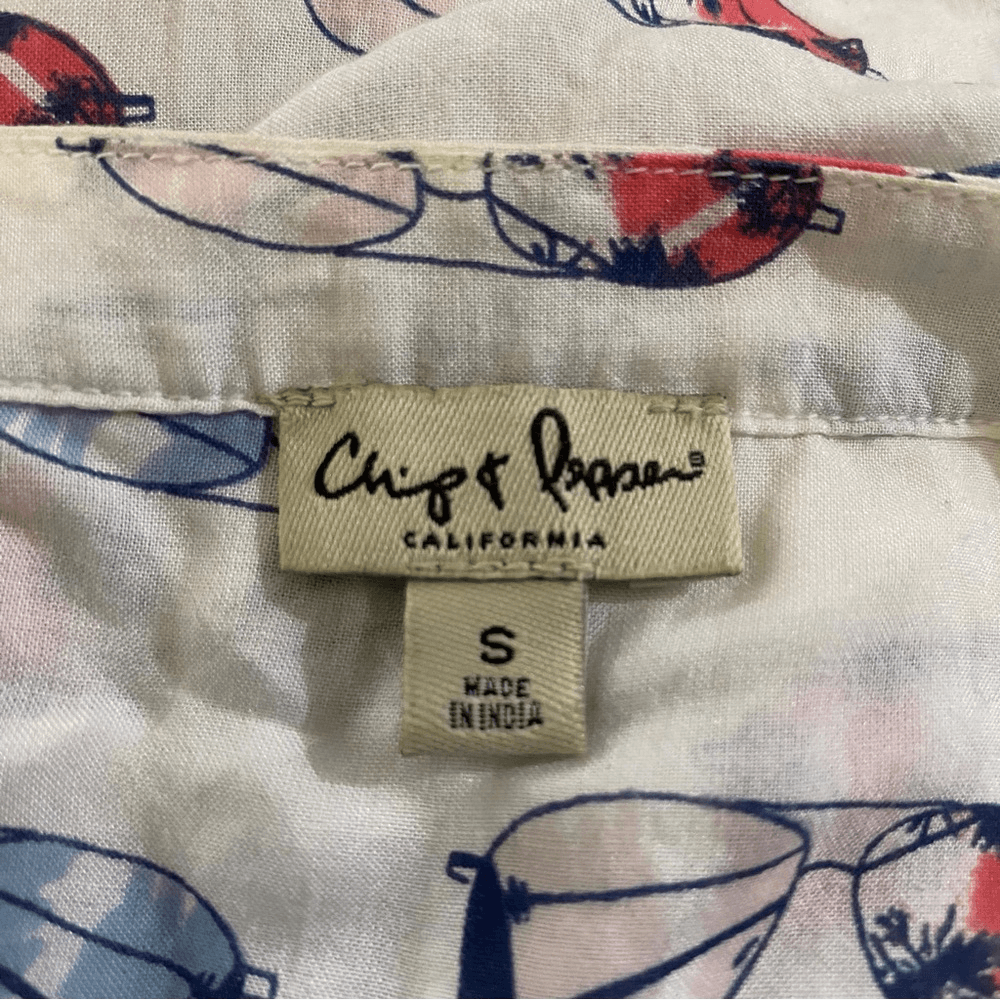 Chip & Pepper
CALIFORNIA
S
MADE
IN INDIA